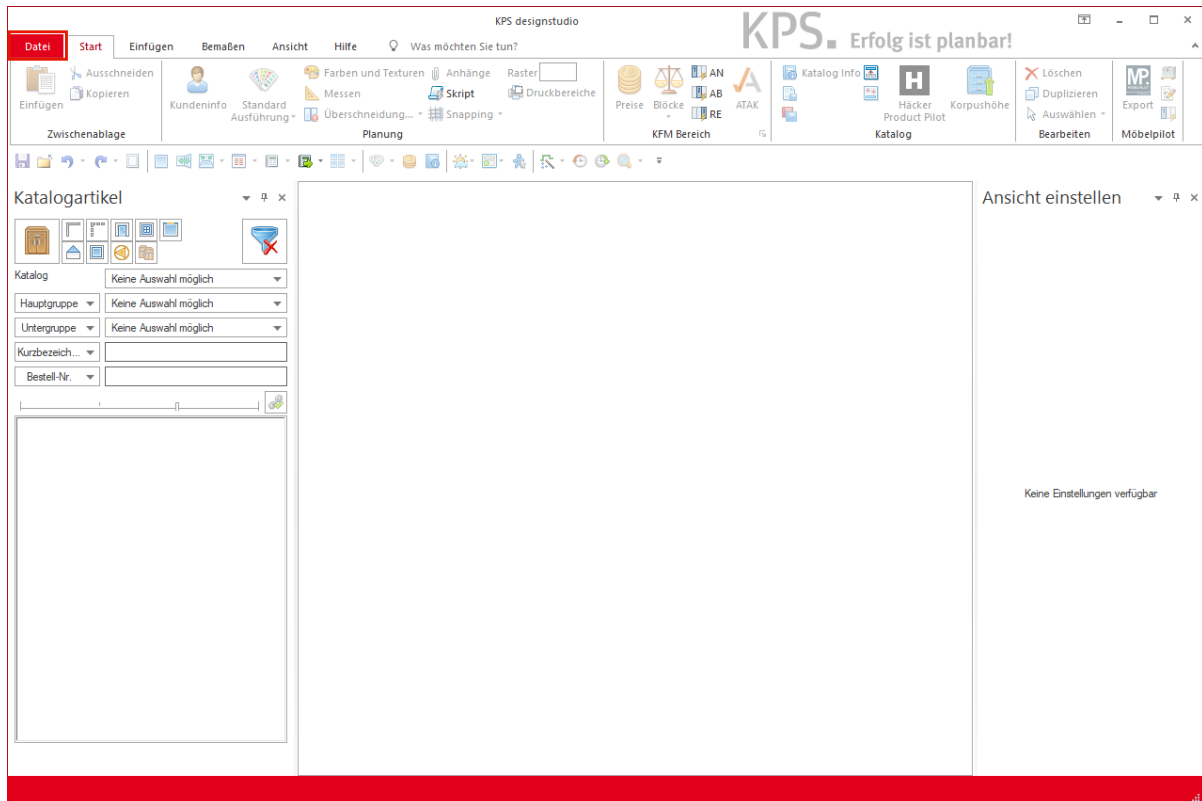 KPS designstudio
KPS. Erfolg ist planbar!
Datei Start Einfügen Bemaßen Ansicht Hilfe Was möchten Sie tun?
Einfügen
Ausschneiden
Kopieren
Zwischenablage
Kundeninfo
Standard
Ausführung
Farben und Texturen
Messen
Überschneidung...
Anhänge
Skript
Snapping
Raster
Druckbereiche
Planung
Preise
Blöcke
AN
AB
RE
ATAK
KFM Bereich
Katalog Info
H
Häcker
Product Pilot
Korpushöhe
Katalog
Löschen
Duplizieren
Auswählen
Bearbeiten
MP.
Export
Möbelpilot
Katalogartikel
Katalog Keine Auswahl möglich
Hauptgruppe Keine Auswahl möglich
Untergruppe Keine Auswahl möglich
Kurzbezeich...
Bestell-Nr.
Ansicht einstellen
Keine Einstellungen verfügbar